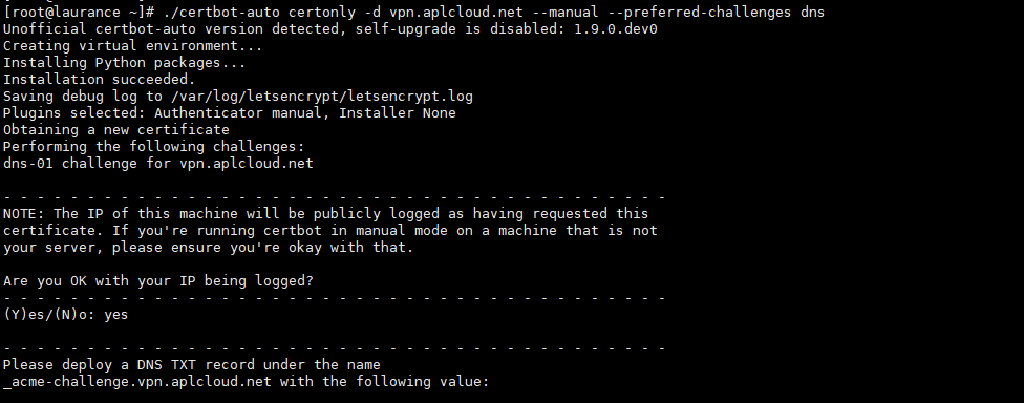 [root@laurance ~]# ./certbot-auto certonly -d vpn.aplcloud.net --manual --preferred-challenges dns
Unofficial certbot-auto version detected, self-upgrade is disabled: 1.9.0.dev0
Creating virtual environment...
Installing Python packages...
Installation succeeded.
Saving debug log to /var/log/letsencrypt/letsencrypt.log
Plugins selected: Authenticator manual, Installer None
Obtaining a new certificate
Performing the following challenges:
dns-01 challenge for vpn.aplcloud.net
- - - - - - - - - - - - - - - - - - - - - - - - - - - - - - - - - - - - - - - -
NOTE: The IP of this machine will be publicly logged as having requested this
certificate. If you're running certbot in manual mode on a machine that is not
your server, please ensure you're okay with that.
Are you OK with your IP being logged?
- - - - - - - - - - - - - - - - - - - - - - - - - - - - - - - - - - - - - - - -
(Y)es/(N)o: yes
- - - - - - - - - - - - - - - - - - - - - - - - - - - - - - - - - - - - - - - -
Please deploy a DNS TXT record under the name
_acme-challenge.vpn.aplcloud.net with the following value: